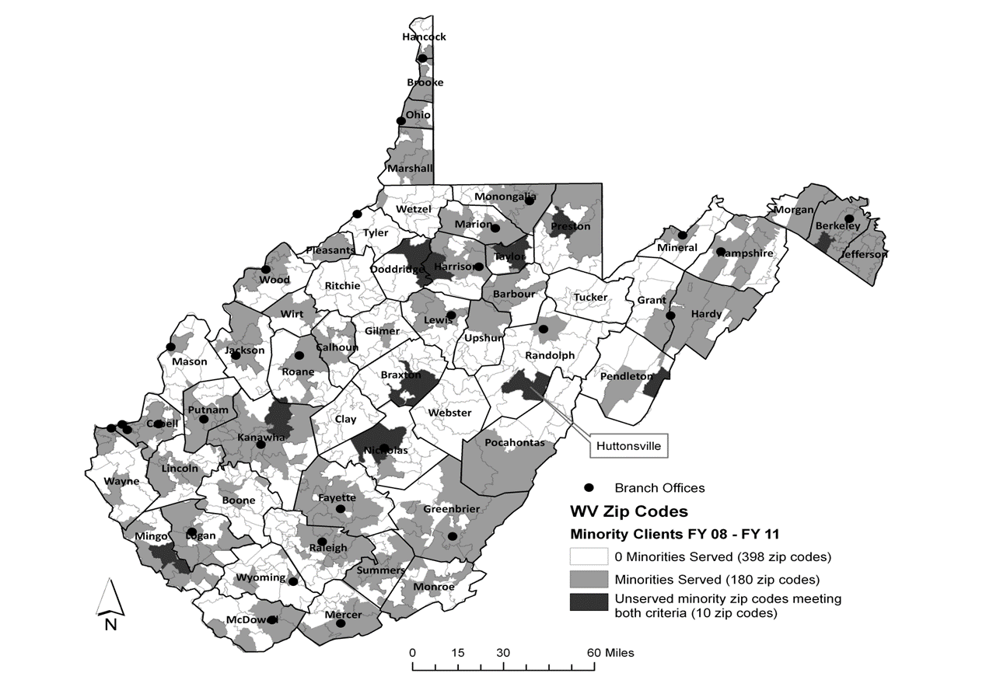 Hancock
Brooke
Ohio
Marshall
Wetzel
Monongalia
Marion
Preston
Morgan
Berkeley
Jefferson
Mineral
Hampshire
Tyler
Pleasants
Doddridge
Harrison
Taylor
Wood
Ritchie
Barbour
Tucker
Grant
Hardy
Wirt
Lewis
Gilmer
Upshur
Calhoun
Jackson
Mason
Roane
Randolph
Braxton
Pendleton
Putnam
Cabell
Clay
Webster
Kanawha
Nicholas
Pocahontas
Huttonsville
Lincoln
Wayne
Boone
Fayette
Greenbrier
Mingo
Logan
Raleigh
Summers
Wyoming
Monroe
McDowell
Mercer
N
Branch Offices
WV Zip Codes
Minority Clients FY 08 - FY 11
0 Minorities Served (398 zip codes)
Minorities Served (180 zip codes)
Unserved minority zip codes meeting
both criteria (10 zip codes)
0 15 30 60 Miles